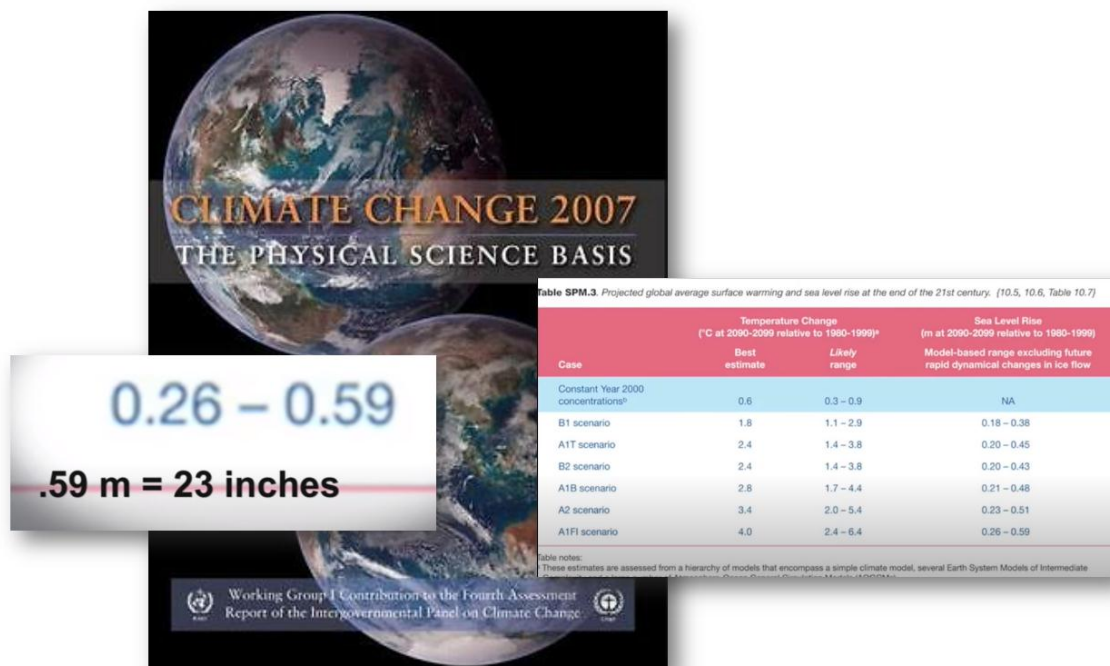 CLIMATE CHANGE 2007
THE PHYSICAL SCIENCE BASIS
0.26 – 0.59
.59 m = 23 inches
Table SPM.3. Projected global average surface warming and sea level rise at the end of the 21st century. {10.5, 10.6, Table 10.7}
Temperature Change Sea Level Rise
(°C at 2090-2099 relative to 1980-1999)ᵃ (m at 2090-2099 relative to 1980-1999)
Best Likely Model-based range excluding future
Case estimate range rapid dynamical changes in ice flow
Constant Year 2000
concentrationsᵇ 0.6 0.3 – 0.9 NA
B1 scenario 1.8 1.1 – 2.9 0.18 – 0.38
A1T scenario 2.4 1.4 – 3.8 0.20 – 0.45
B2 scenario 2.4 1.4 – 3.8 0.20 – 0.43
A1B scenario 2.8 1.7 – 4.4 0.21 – 0.48
A2 scenario 3.4 2.0 – 5.4 0.23 – 0.51
A1FI scenario 4.0 2.4 – 6.4 0.26 – 0.59
Table notes:
ᵃ These estimates are assessed from a hierarchy of models that encompass a simple climate model, several Earth System Models of Intermediate
Working Group I Contribution to the Fourth Assessment
Report of the Intergovernmental Panel on Climate Change